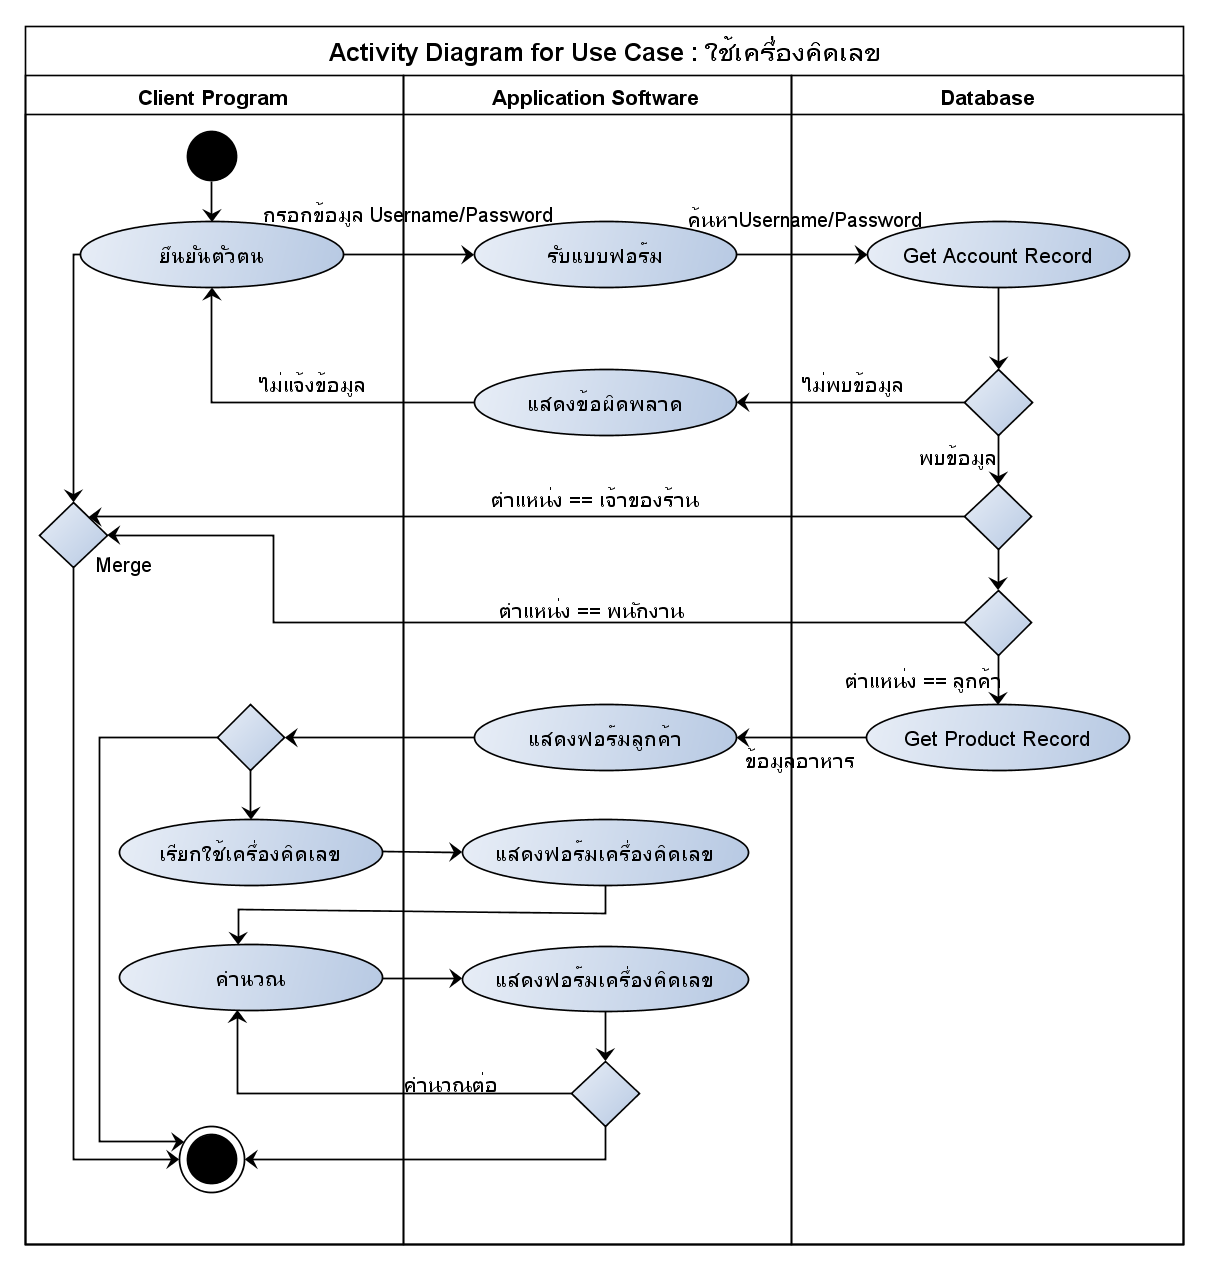 Activity Diagram for Use Case : ใช้เครื่องคิดเลข
Client Program
Application Software
Database
กรอกข้อมูล Username/Password
ค้นหาUsername/Password
ยืนยันตัวตน
รับแบบฟอร์ม
Get Account Record
ไม่แจ้งข้อมูล
แสดงข้อผิดพลาด
ไม่พบข้อมูล
พบข้อมูล
ตำแหน่ง == เจ้าของร้าน
Merge
ตำแหน่ง == พนักงาน
ตำแหน่ง == ลูกค้า
แสดงฟอร์มลูกค้า
Get Product Record
ข้อมูลอาหาร
เรียกใช้เครื่องคิดเลข
แสดงฟอร์มเครื่องคิดเลข
คำนวณ
แสดงฟอร์มเครื่องคิดเลข
คำนวณต่อ